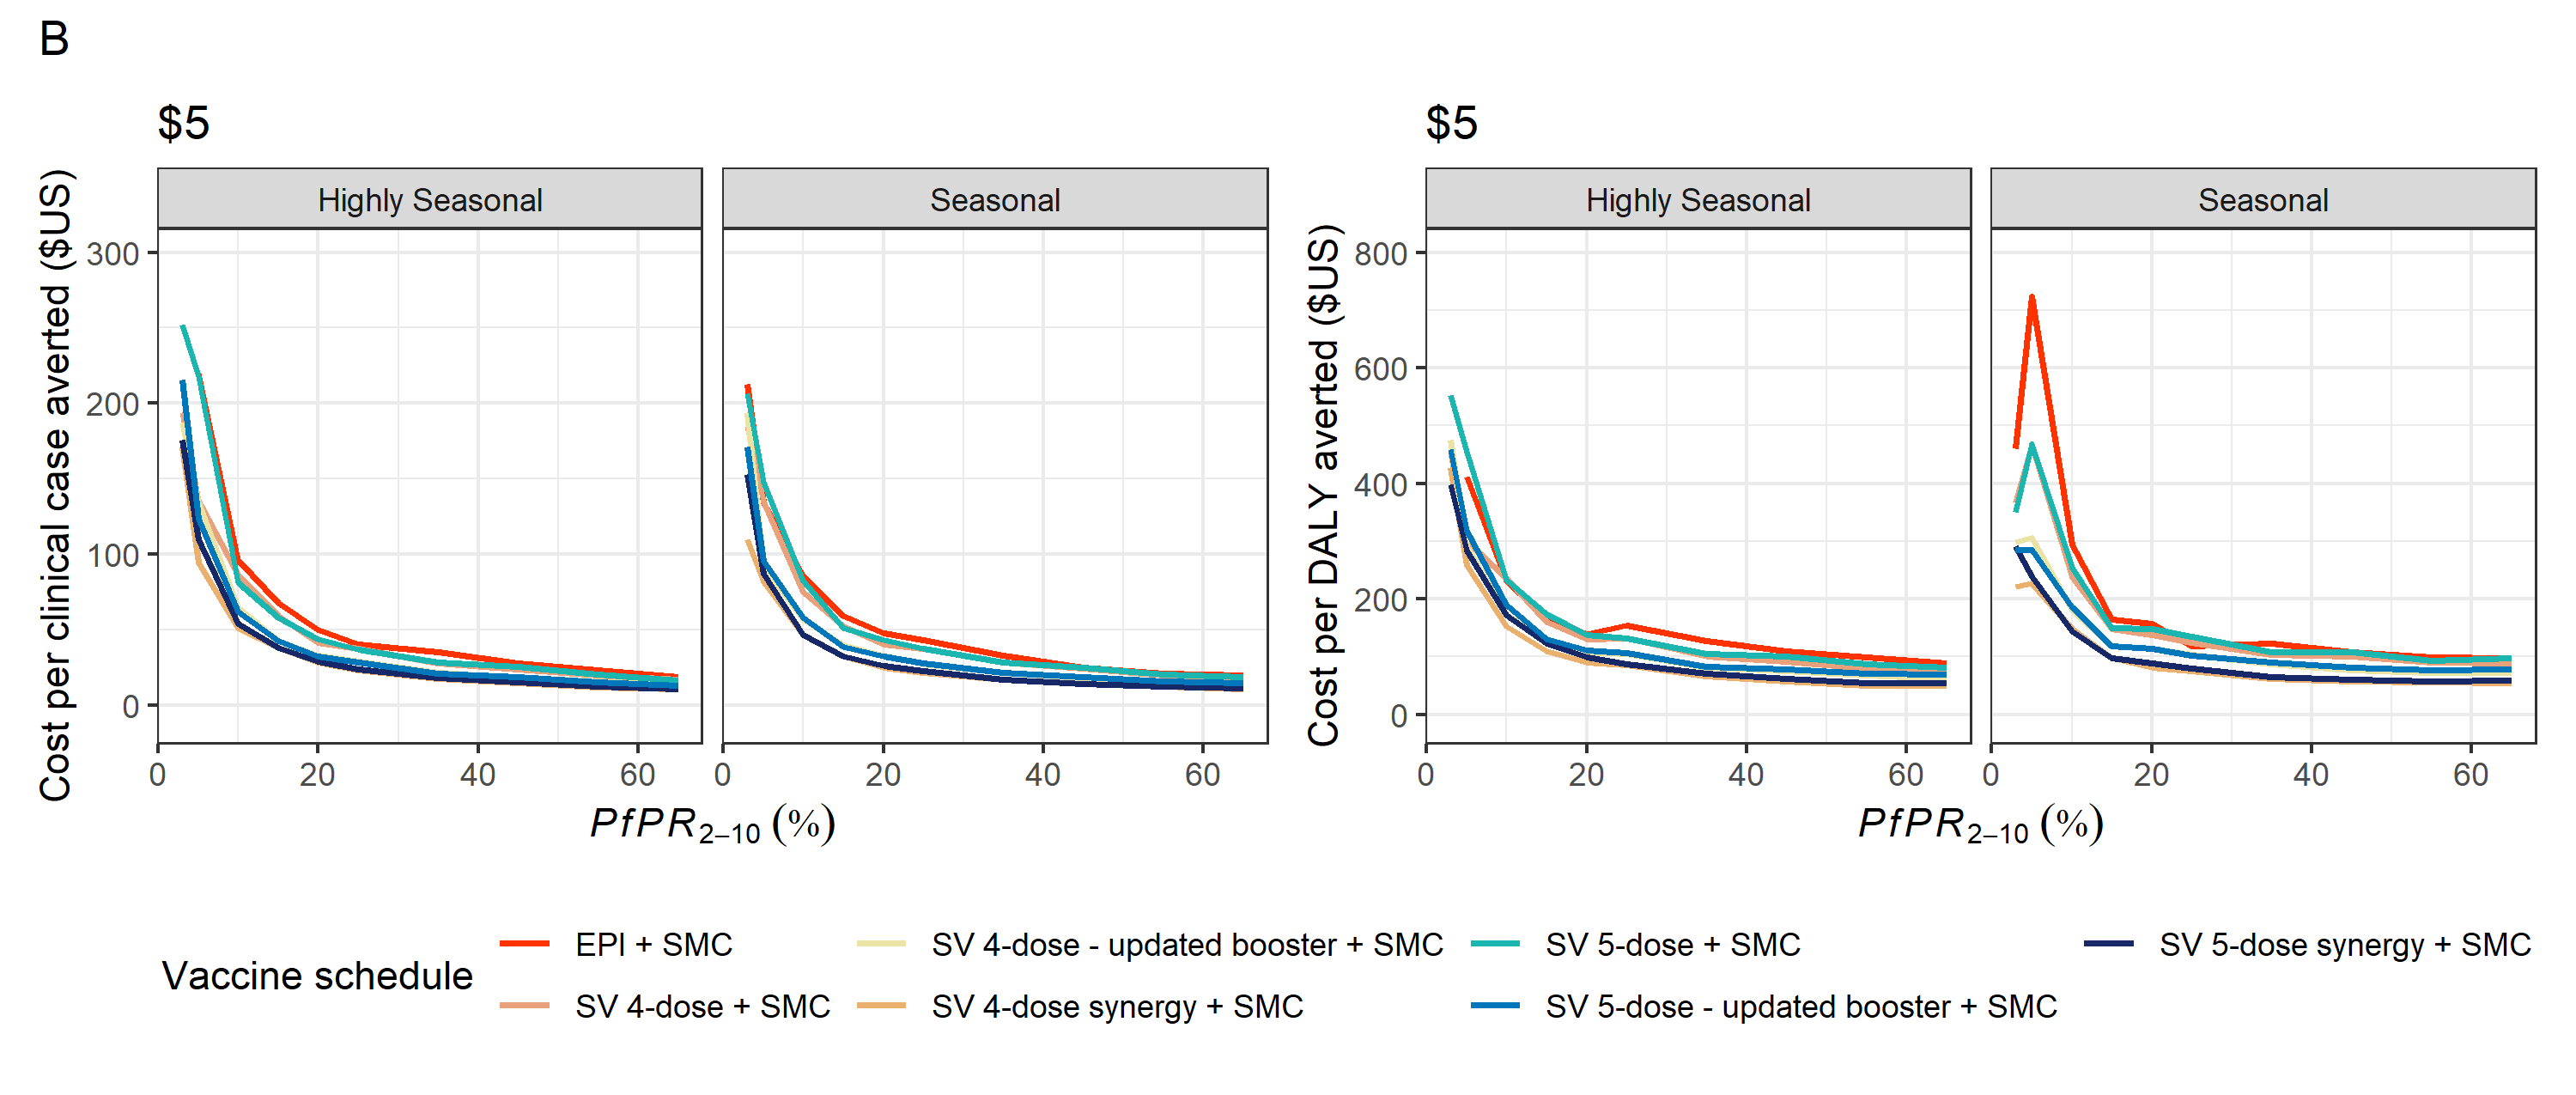 B
$5
$5
Highly Seasonal
Seasonal
Highly Seasonal
Seasonal
Cost per clinical case averted ($US)
300
200
100
0
0
20
40
60
0
20
40
60
PfPR2–10 (%)
Cost per DALY averted ($US)
800
600
400
200
0
0
20
40
60
0
20
40
60
PfPR2–10 (%)
Vaccine schedule
EPI + SMC
SV 4-dose + SMC
SV 4-dose - updated booster + SMC
SV 4-dose synergy + SMC
SV 5-dose + SMC
SV 5-dose - updated booster + SMC
SV 5-dose synergy + SMC